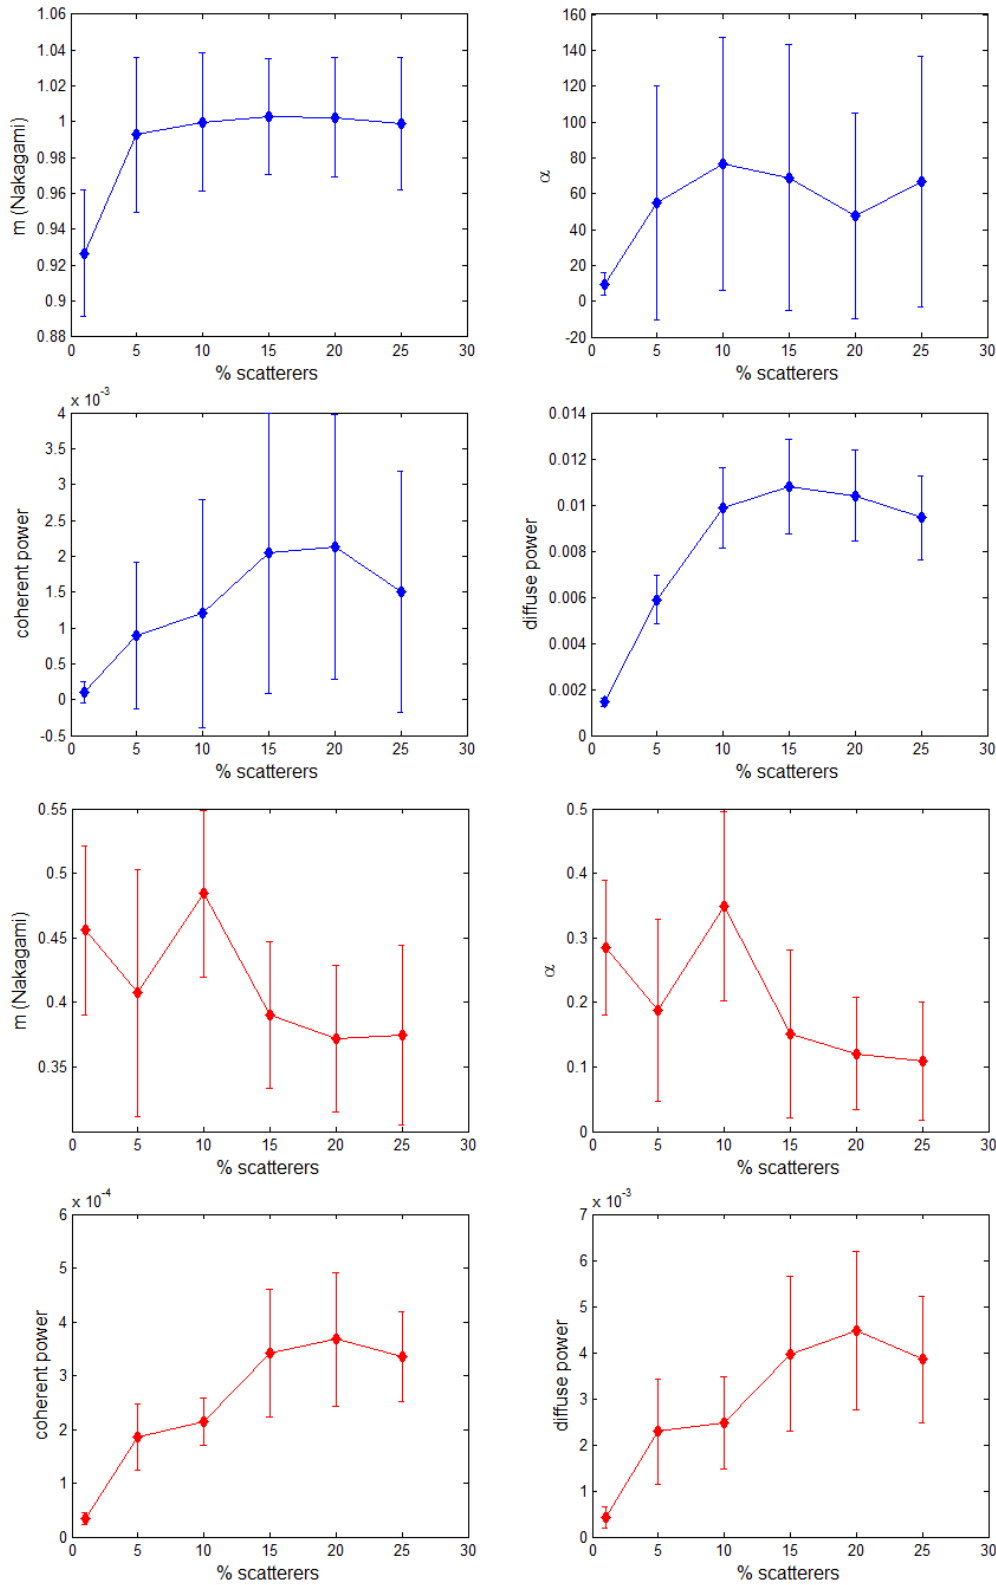 1.06
1.04
1.02
1
0.98
0.96
0.94
0.92
0.9
0.88
m (Nakagami)
0 5 10 15 20 25 30
% scatterers
160
140
120
100
80
60
40
20
0
-20
α
0 5 10 15 20 25 30
% scatterers
x 10-3
4
3.5
3
2.5
2
1.5
1
0.5
0
-0.5
coherent power
0 5 10 15 20 25 30
% scatterers
0.014
0.012
0.01
0.008
0.006
0.004
0.002
0
diffuse power
0 5 10 15 20 25 30
% scatterers
0.55
0.5
0.45
0.4
0.35
m (Nakagami)
0 5 10 15 20 25 30
% scatterers
0.5
0.4
0.3
0.2
0.1
0
α
0 5 10 15 20 25 30
% scatterers
x 10-4
6
5
4
3
2
1
0
coherent power
0 5 10 15 20 25 30
% scatterers
x 10-3
7
6
5
4
3
2
1
0
diffuse power
0 5 10 15 20 25 30
% scatterers